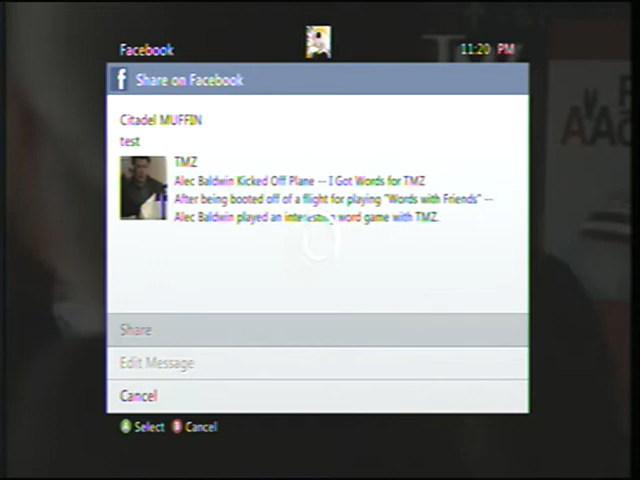 Facebook
11:20 PM
f Share on Facebook
Citadel MUFFIN
test
TMZ
Alec Baldwin Kicked Off Plane -- I Got Words for TMZ
After being booted off of a flight for playing "Words with Friends" --
Alec Baldwin played an interesting word game with TMZ.
Share
Edit Message
Cancel
A Select B Cancel